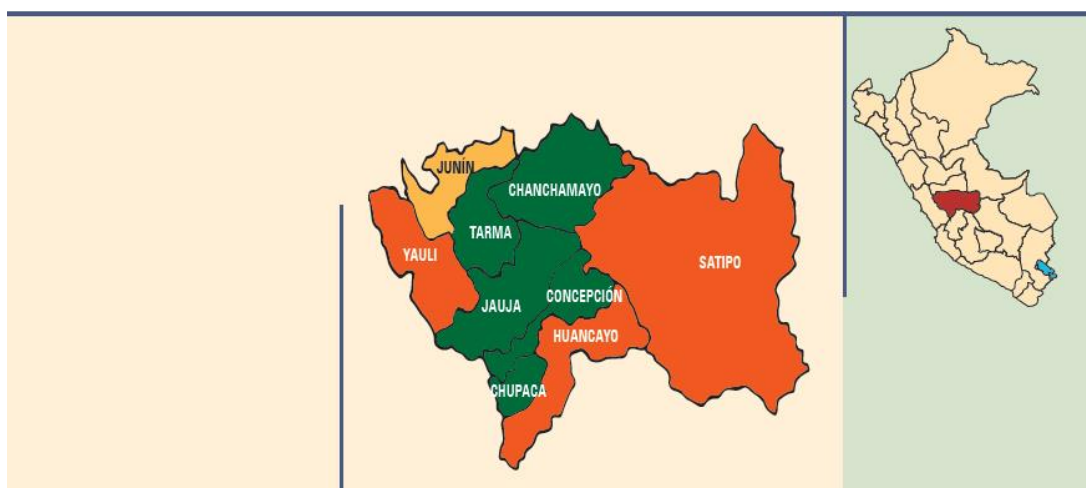 JUNÍN
CHANCHAMAYO
TARMA
YAULI
SATIPO
CONCEPCIÓN
JAUJA
HUANCAYO
CHUPACA